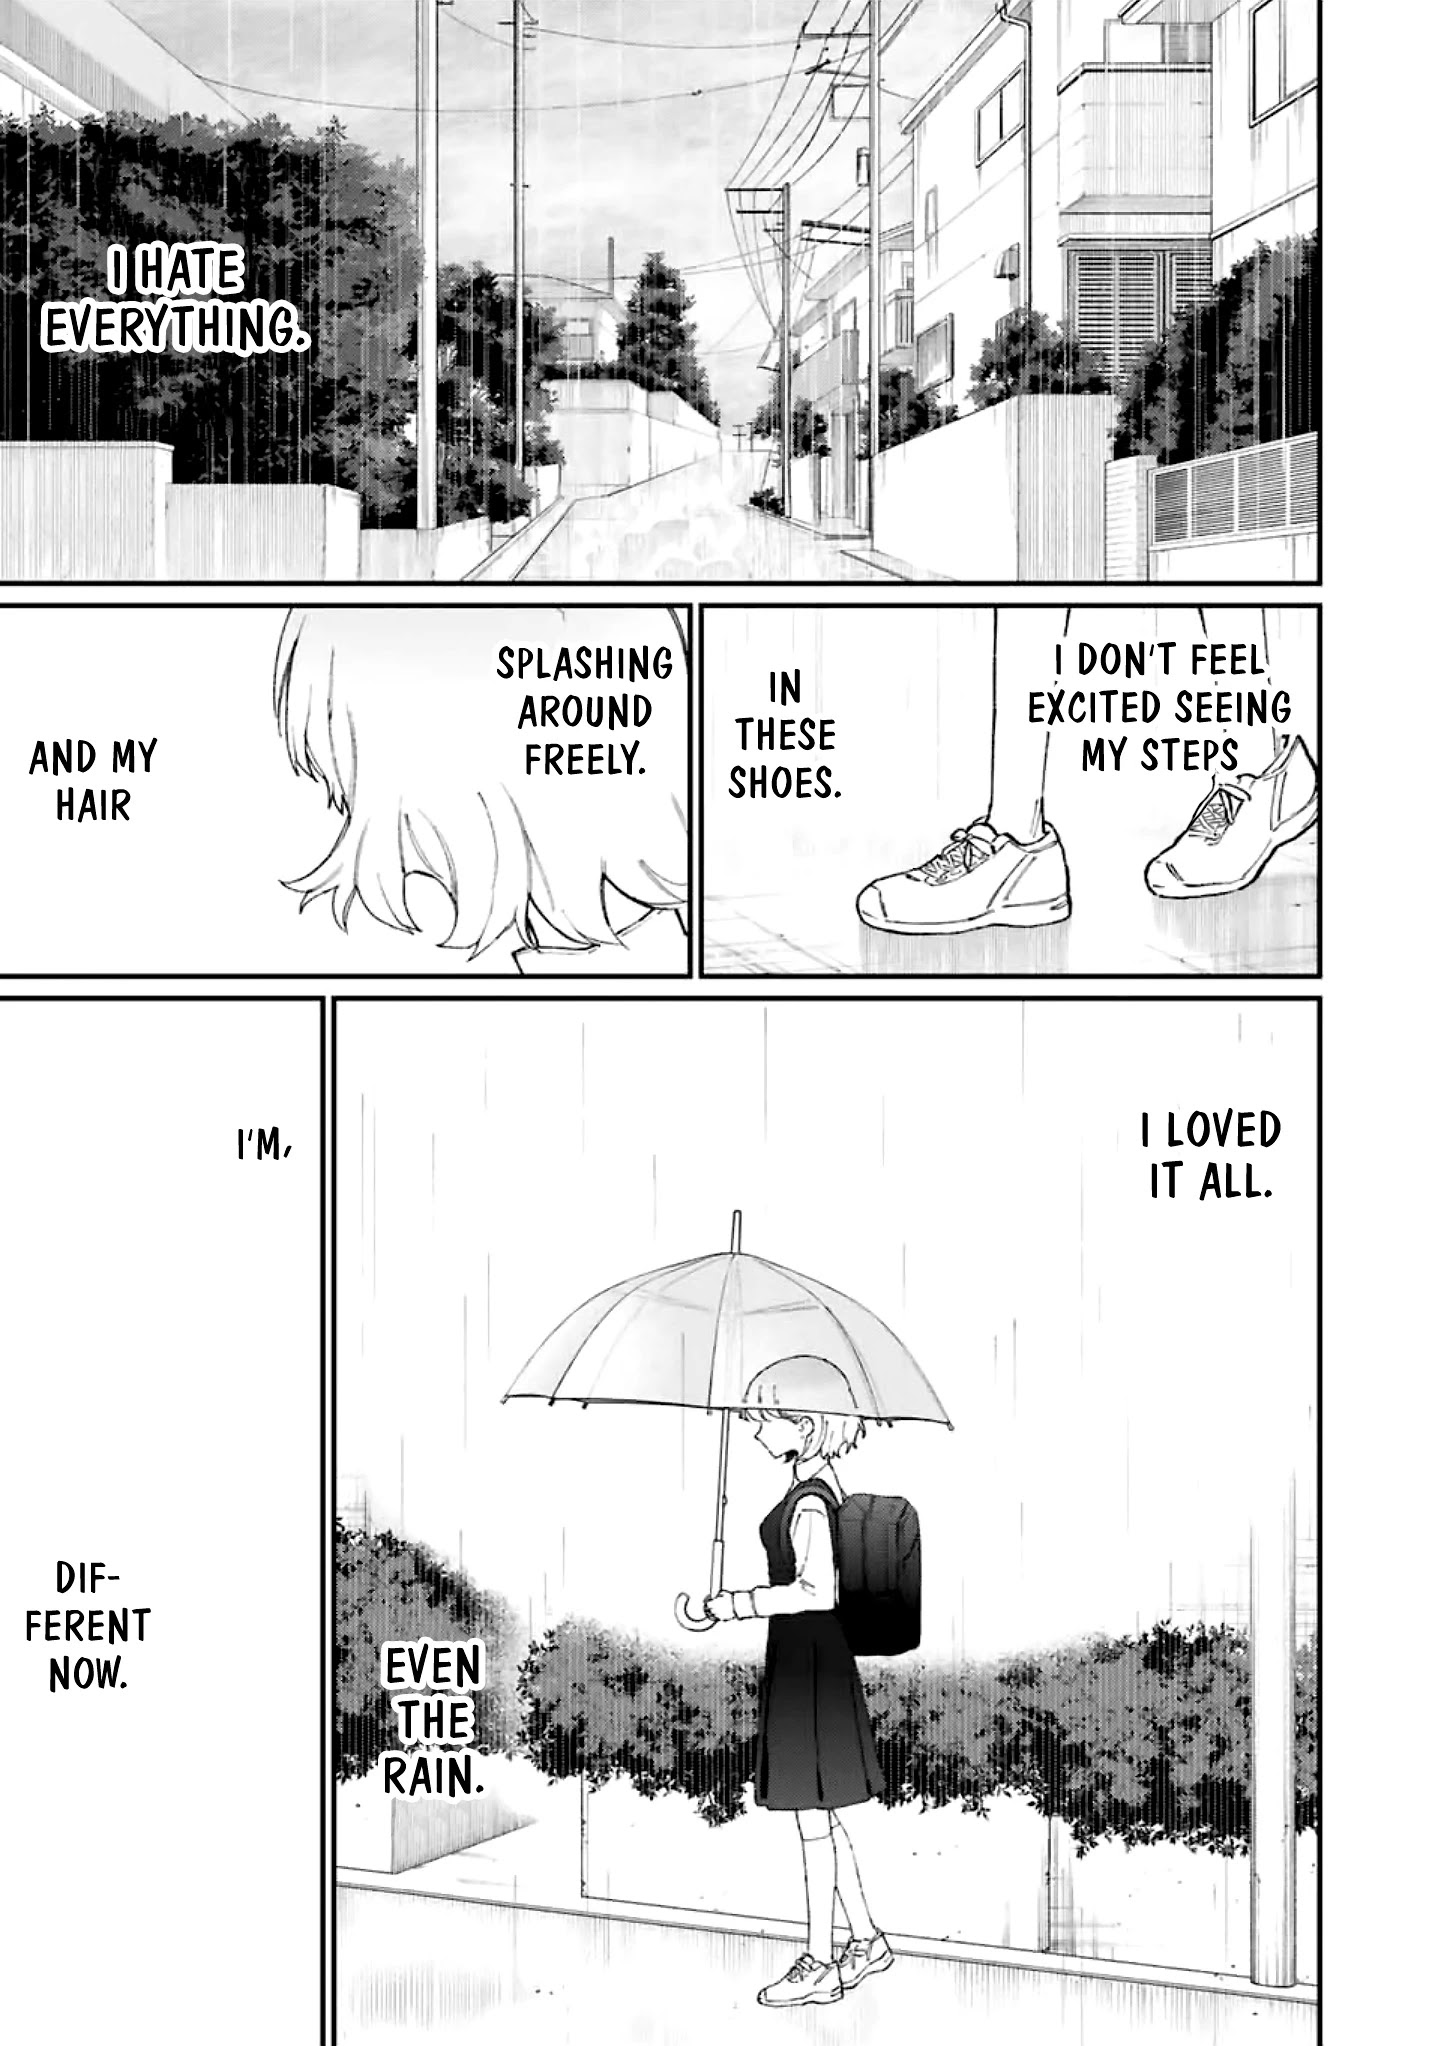 I HATE
EVERYTHING.
I DON'T FEEL
EXCITED SEEING
MY STEPS
IN
THESE
SHOES.
AND MY
HAIR
SPLASHING
AROUND
FREELY.
I LOVED
IT ALL.
EVEN
THE
RAIN.
I'M,
DIF-
FERENT
NOW.